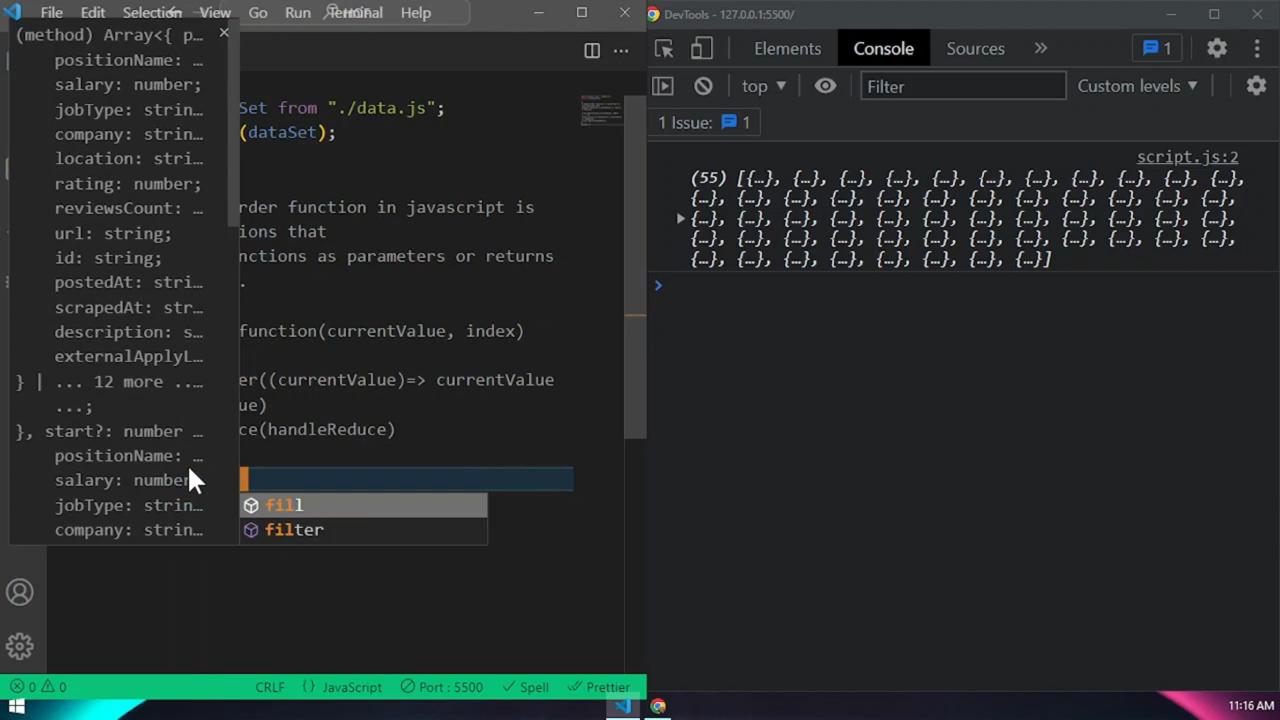 File Edit Selection View Go Run Terminal Help
(method) Array<{ p…
positionName: …
salary: number;
jobType: strin…
company: strin…
location: stri…
rating: number;
reviewsCount: …
url: string;
id: string;
postedAt: stri…
scrapedAt: str…
description: s…
externalApplyL…
} | ... 12 more ..…
...;
}, start?: number …
positionName: …
salary: number
jobType: strin…
company: strin…
Set from "./data.js";
(dataSet);
rder function in javascript is
ions that
nctions as parameters or returns
.
function(currentValue, index)
er((currentValue)=> currentValue
ue)
ce(handleReduce)
fill
filter
0 0 CRLF {} JavaScript Port : 5500 Spell Prettier
DevTools - 127.0.0.1:5500/
Elements Console Sources » 1
top Filter Custom levels
1 Issue: 1
script.js:2
(55) [{…}, {…}, {…}, {…}, {…}, {…}, {…}, {…}, {…}, {…}, {…},
{…}, {…}, {…}, {…}, {…}, {…}, {…}, {…}, {…}, {…}, {…}, {…},
{…}, {…}, {…}, {…}, {…}, {…}, {…}, {…}, {…}, {…}, {…}, {…},
{…}, {…}, {…}, {…}, {…}, {…}, {…}, {…}, {…}, {…}, {…}, {…},
{…}, {…}, {…}, {…}, {…}, {…}, {…}, {…}]
>
11:16 AM